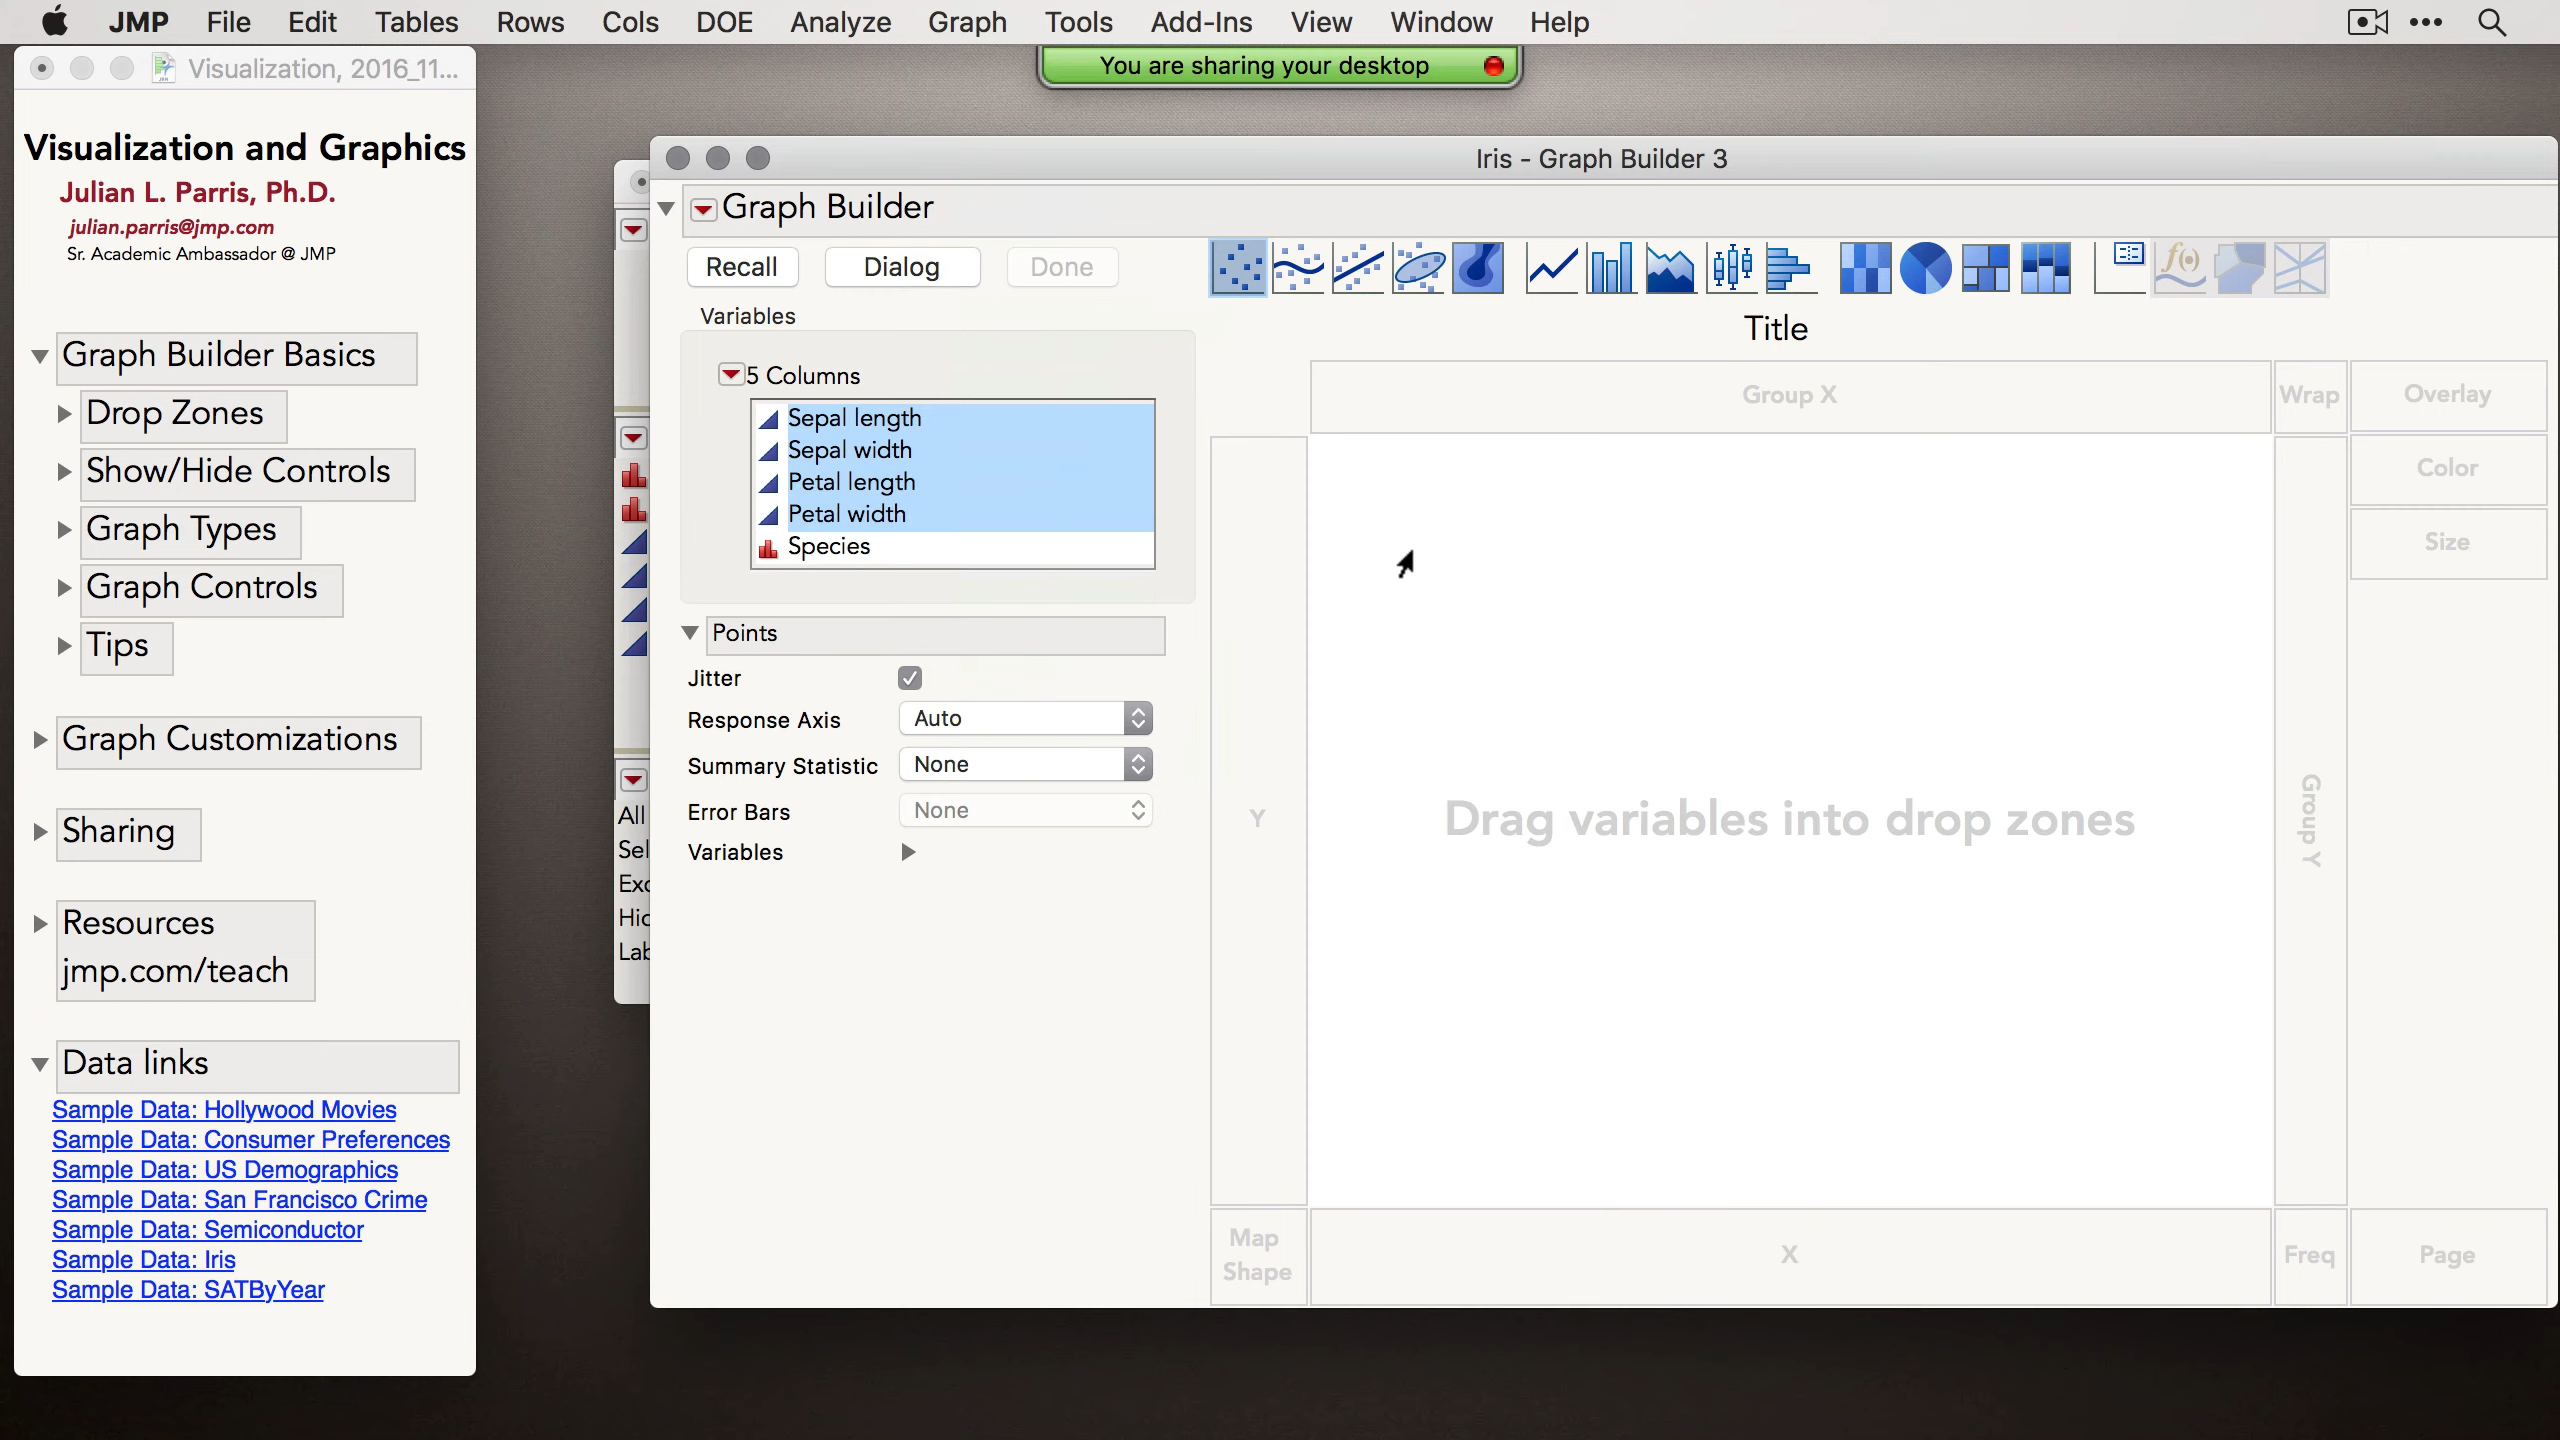 JMP File Edit Tables Rows Cols DOE Analyze Graph Tools Add-Ins View Window Help
You are sharing your desktop
Visualization, 2016_11...
Visualization and Graphics
Julian L. Parris, Ph.D.
julian.parris@jmp.com
Sr. Academic Ambassador @ JMP
Graph Builder Basics
Drop Zones
Show/Hide Controls
Graph Types
Graph Controls
Tips
Graph Customizations
Sharing
Resources
jmp.com/teach
Data links
Sample Data: Hollywood Movies
Sample Data: Consumer Preferences
Sample Data: US Demographics
Sample Data: San Francisco Crime
Sample Data: Semiconductor
Sample Data: Iris
Sample Data: SATByYear
All
Sel
Exc
Hic
Lab
Iris - Graph Builder 3
Graph Builder
Recall Dialog Done
Variables
5 Columns
Sepal length
Sepal width
Petal length
Petal width
Species
Points
Jitter
Response Axis Auto
Summary Statistic None
Error Bars None
Variables
Title
Group X Wrap Overlay
Color
Size
Y
Drag variables into drop zones
Group Y
Map
Shape
X
Freq
Page